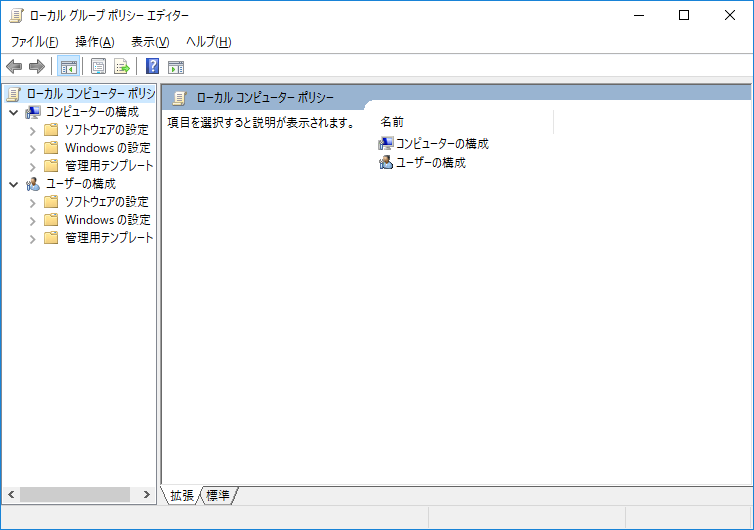 ローカル グループ ポリシー エディター
ファイル(F) 操作(A) 表示(V) ヘルプ(H)
ローカル コンピューター ポリシ
コンピューターの構成
ソフトウェアの設定
Windows の設定
管理用テンプレート
ユーザーの構成
ソフトウェアの設定
Windows の設定
管理用テンプレート
ローカル コンピューター ポリシー
項目を選択すると説明が表示されます。
名前
コンピューターの構成
ユーザーの構成
拡張 標準